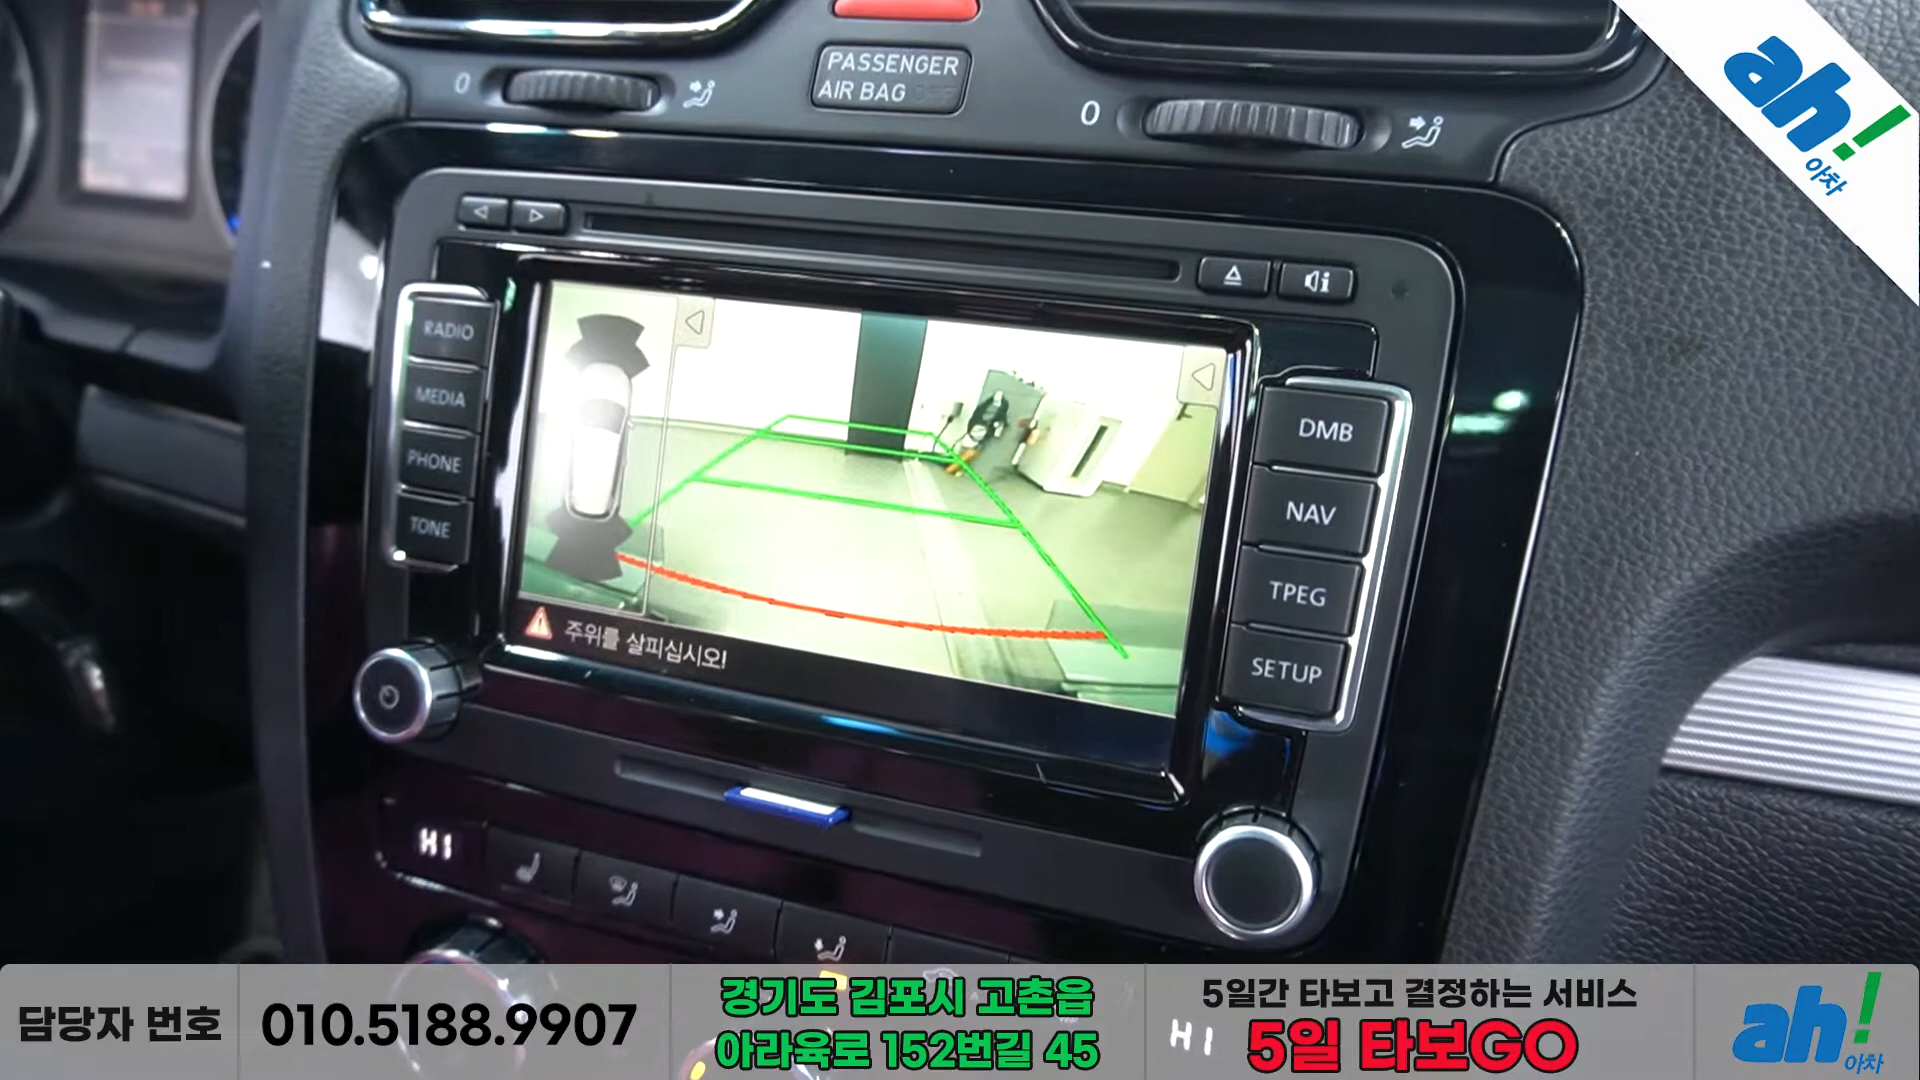 0
PASSENGER
AIR BAG
0
ah!
아차
RADIO
MEDIA
PHONE
TONE
DMB
NAV
TPEG
SETUP
주위를 살피십시오!
HI
담당자 번호
010.5188.9907
경기도 김포시 고촌읍
아라육로 152번길 45
5일간 타보고 결정하는 서비스
HI
5일 타보GO
ah!
아차